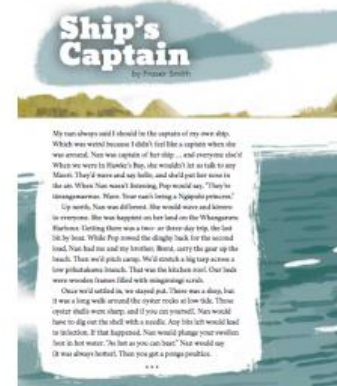 Ship's
Captain
by Fraser Smith
My nan always said I should be the captain of my own ship.
Which was weird because I didn't feel like a captain when she
was around. Nan was captain of her ship ... and everyone else's!
When we were in Hawke's Bay, she wouldn't let us talk to any
Māori. They'd wave and say hello, and she'd put her nose in
the air. When Nan wasn't listening, Pop would say, "They're
tūrangawaewae, Mare. Your nan's being a Ngāpuhi princess."
Up north, Nan was different. She would wave and
to everyone. She was happiest on her land on the Whangaruru
Harbour. Getting there was a two- or three-day trip, the last
bit by boat. While Pop rowed the dinghy back for the second
load, Nan had me and my brother, Brent, carry the gear up the
beach. Then we'd pitch camp. We'd stretch a big tarp across a
low pōhutukawa branch. That was the kitchen roof. Our beds
were wooden frames filled with mingimingi scrub.
Once we'd settled in, we stayed put. There was a shop, but
it was a long walk around the oyster rocks at low tide. Those
oyster shells were sharp, and if you cut yourself, Nan would
have to dig out the shell with a needle. Any bits left would lead
to infection. If that happened, Nan would plunge your swollen
foot in hot water. "As hot as you can bear," Nan would say
(it was always hotter). Then you got a ponga poultice.